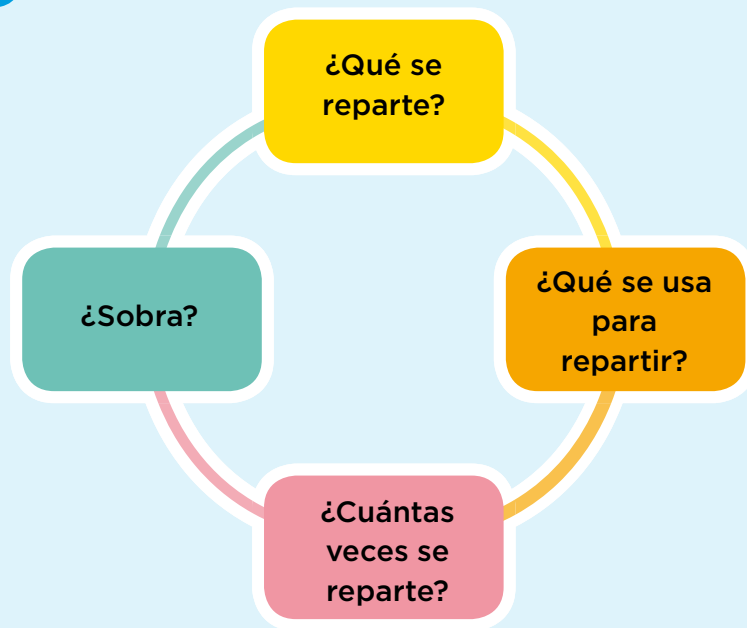 ¿Qué se
reparte?
¿Qué se usa
para
repartir?
¿Cuántas
veces se
reparte?
¿Sobra?